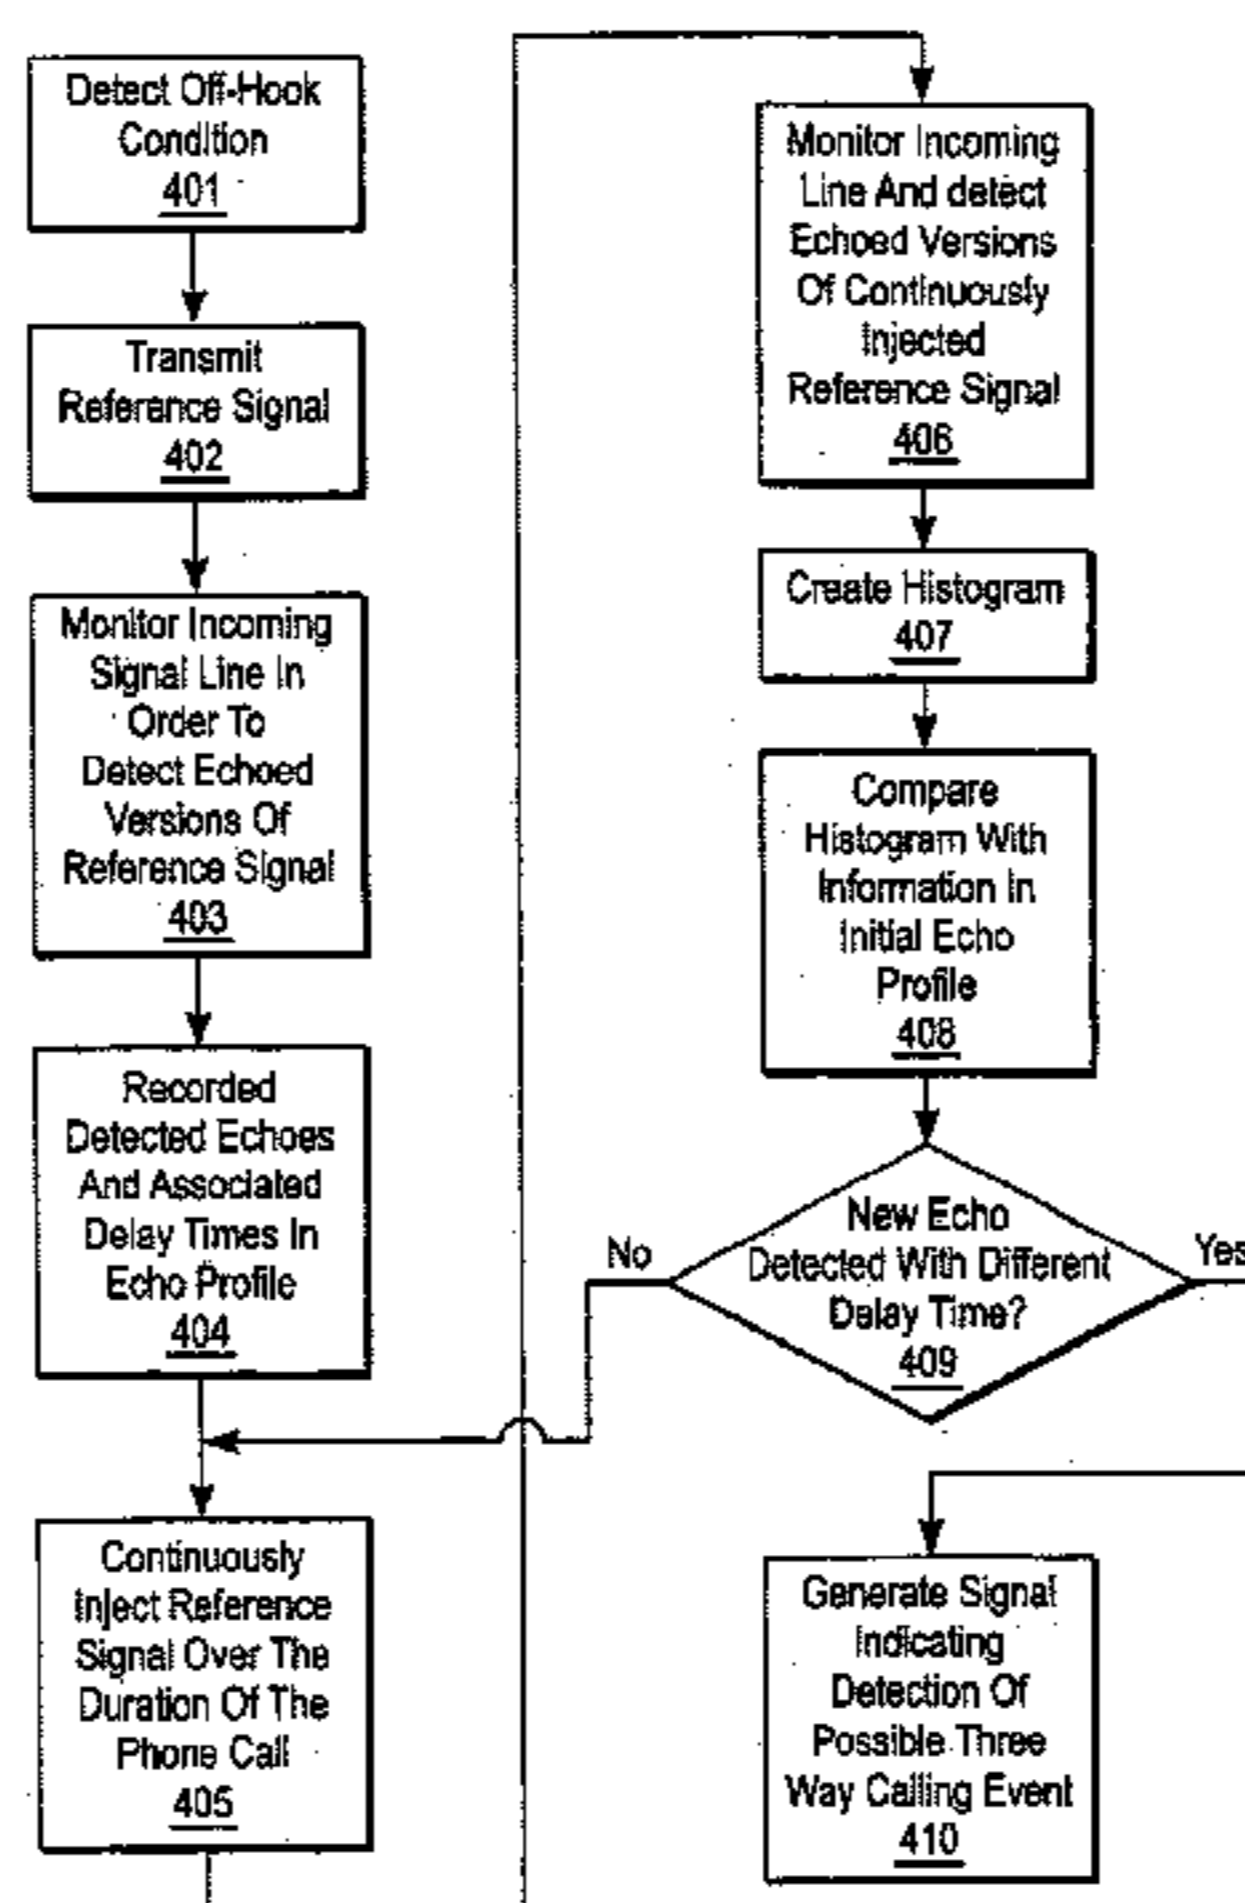 Detect Off-Hook
Condition
401
Transmit
Reference Signal
402
Monitor Incoming
Signal Line In
Order To
Detect Echoed
Versions Of
Reference Signal
403
Recorded
Detected Echoes
And Associated
Delay Times In
Echo Profile
404
Continuously
Inject Reference
Signal Over The
Duration Of The
Phone Call
405
Monitor Incoming
Line And detect
Echoed Versions
Of Continuously
Injected
Reference Signal
406
Create Histogram
407
Compare
Histogram With
Information In
Initial Echo
Profile
408
New Echo
Detected With Different
Delay Time?
409
No
Yes
Generate Signal
Indicating
Detection Of
Possible Three
Way Calling Event
410